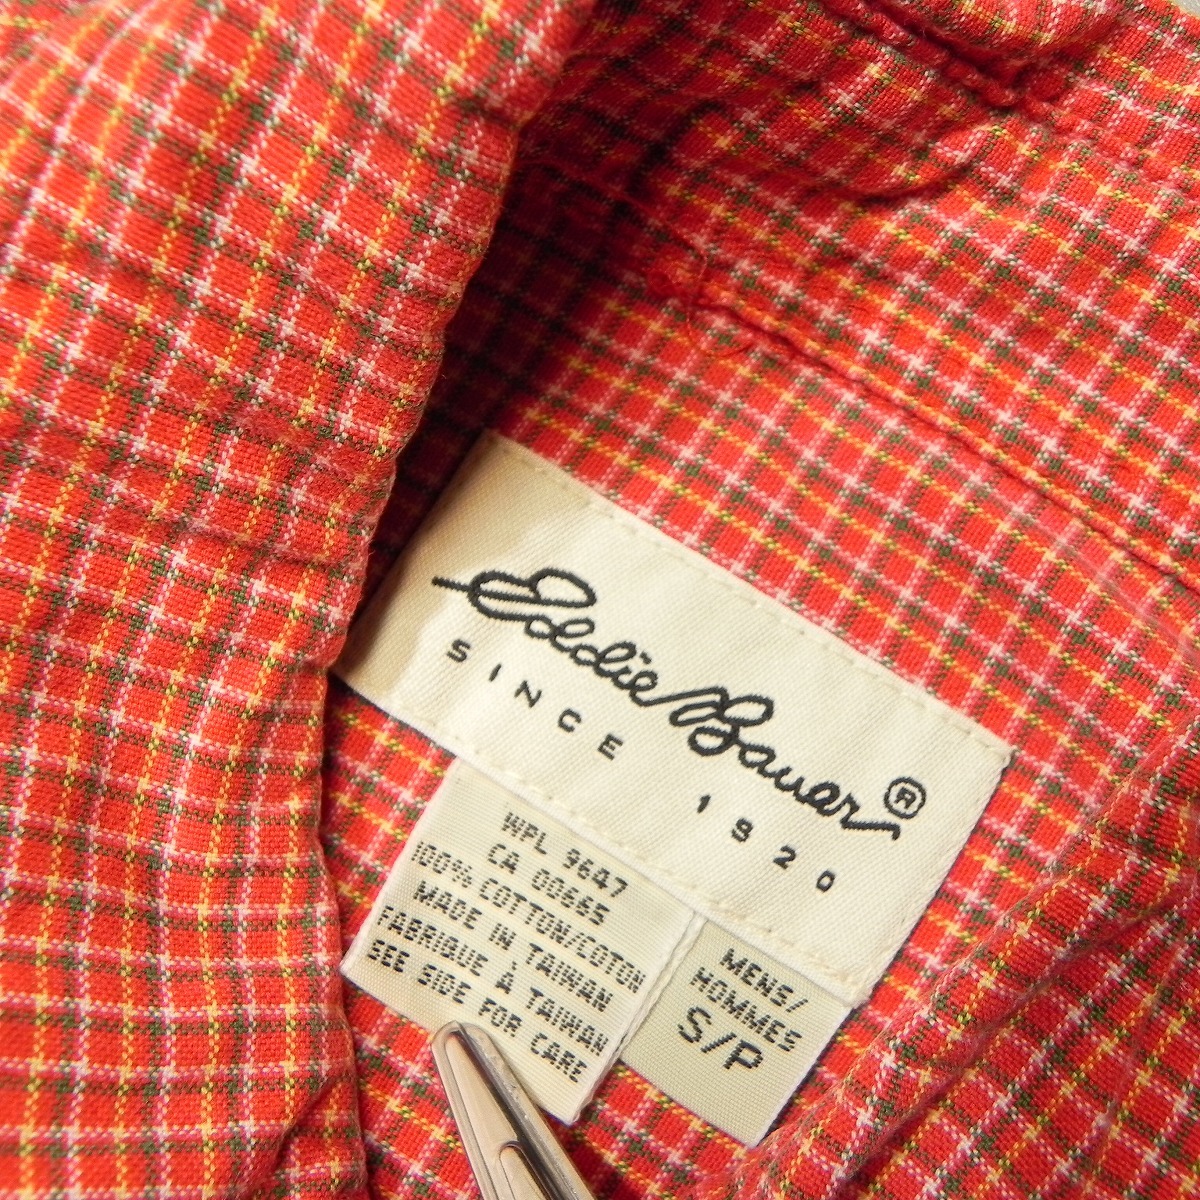 Eddie Bauer ®
SINCE 1920
WPL 9647
CA 00665
100% COTTON/COTON
MADE IN TAIWAN
FABRIQUE À TAIWAN
SEE SIDE FOR CARE
MENS/
HOMMES
S/P